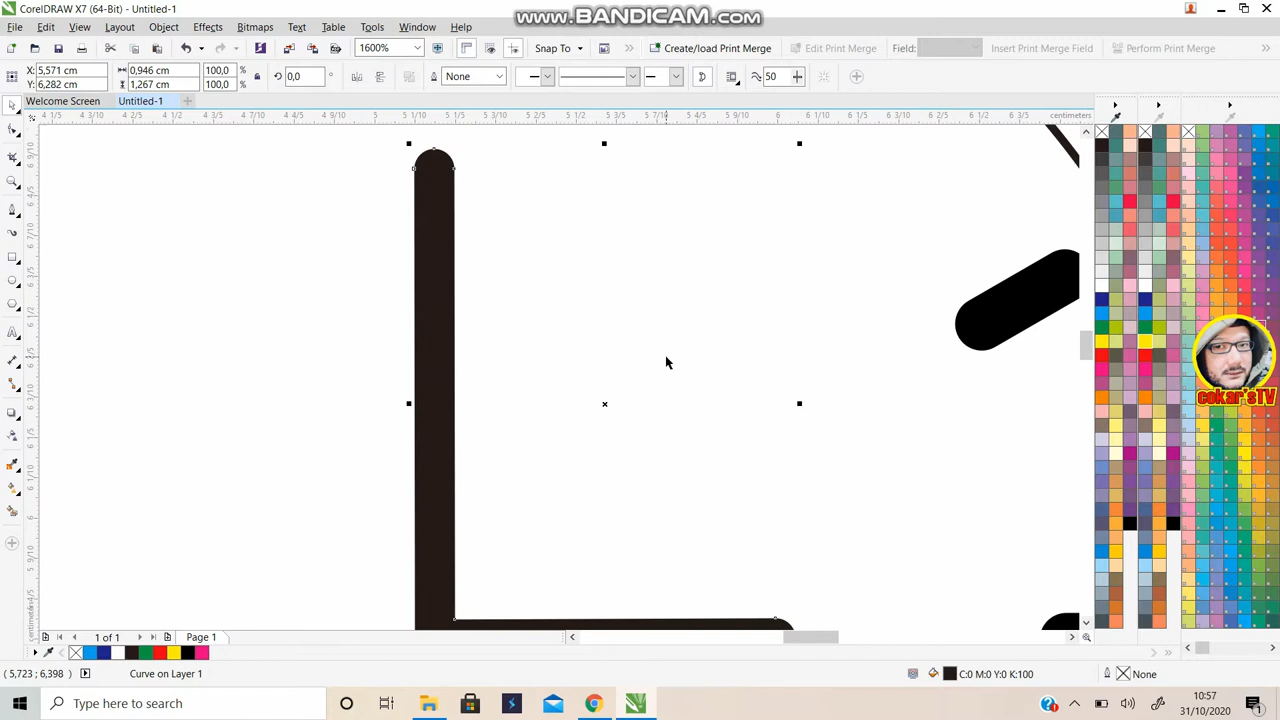 CorelDRAW X7 (64-Bit) - Untitled-1
www.BANDICAM.com
File Edit View Layout Object Effects Bitmaps Text Table Tools Window Help
1600% Snap To Create/load Print Merge Edit Print Merge Field: Insert Print Merge Field Perform Print Merge
X: 5,571 cm 0,946 cm 100,0 % 0,0 None 50
Y: 6,282 cm 1,267 cm 100,0 %
Welcome Screen Untitled-1
centimeters
cokar'sTV
1 of 1 Page 1
(5,723 ; 6,398) Curve on Layer 1 C:0 M:0 Y:0 K:100 None
Type here to search
10:57
31/10/2020